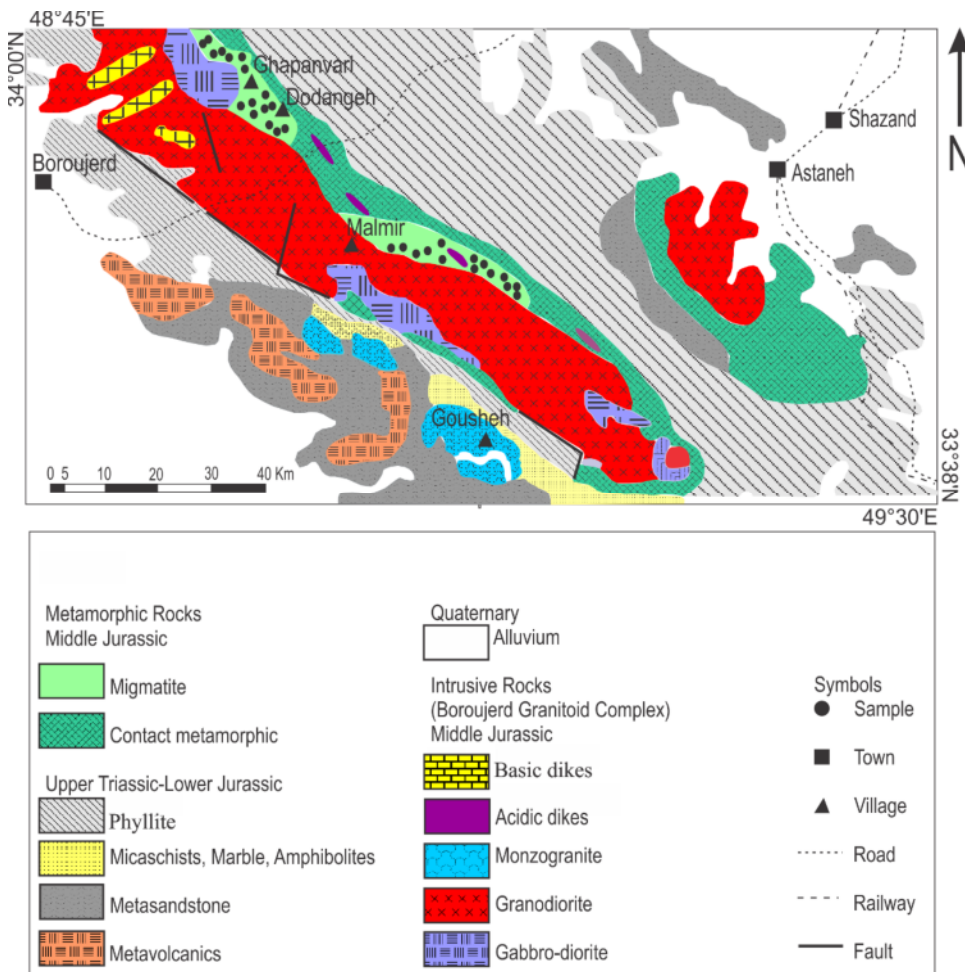 48°45'E
34°00'N
Ghapanvarl
Dodangeh
Shazand
N
Boroujerd
Astaneh
Malmir
Gousheh
0 5 10 20 30 40 Km
33°38'N
49°30'E
Metamorphic Rocks
Middle Jurassic
Migmatite
Contact metamorphic
Upper Triassic-Lower Jurassic
Phyllite
Micaschists, Marble, Amphibolites
Metasandstone
Metavolcanics
Quaternary
Alluvium
Intrusive Rocks
(Boroujerd Granitoid Complex)
Middle Jurassic
Basic dikes
Acidic dikes
Monzogranite
Granodiorite
Gabbro-diorite
Symbols
Sample
Town
Village
Road
Railway
Fault